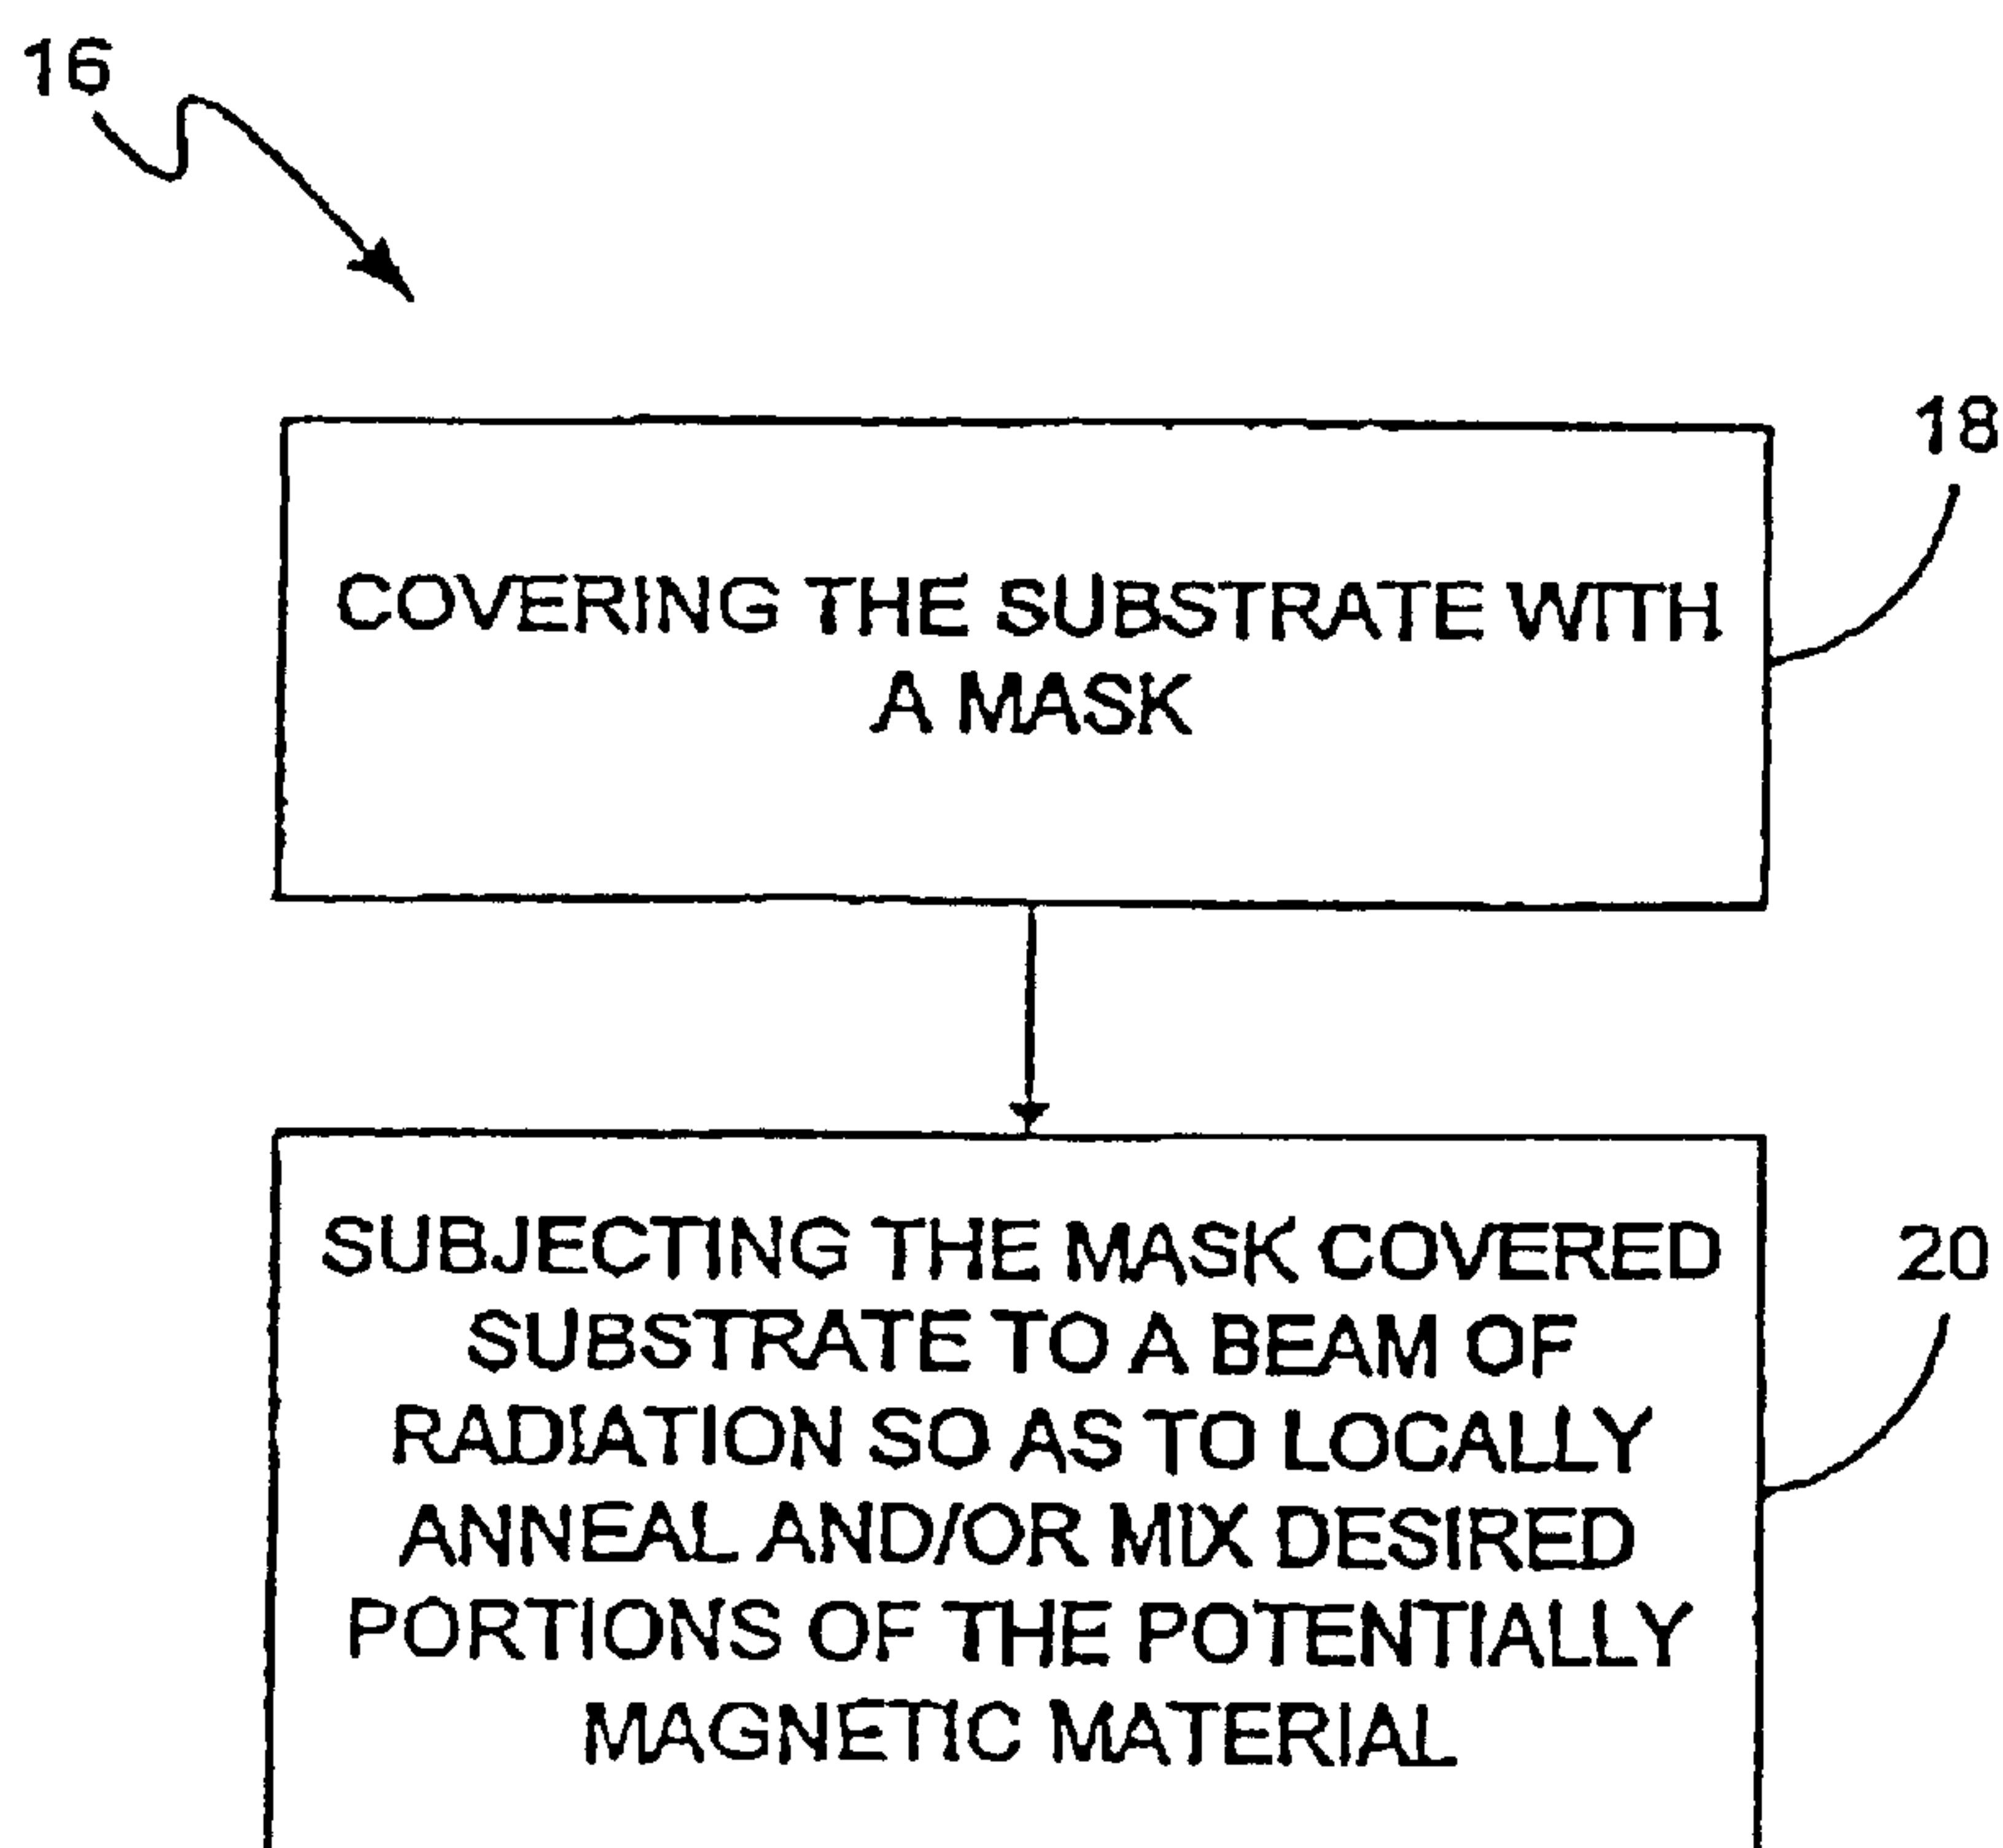 16
18
COVERING THE SUBSTRATE WITH
A MASK
SUBJECTING THE MASK COVERED
20
SUBSTRATE TO A BEAM OF
RADIATION SO AS TO LOCALLY
ANNEAL AND/OR MIX DESIRED
PORTIONS OF THE POTENTIALLY
MAGNETIC MATERIAL